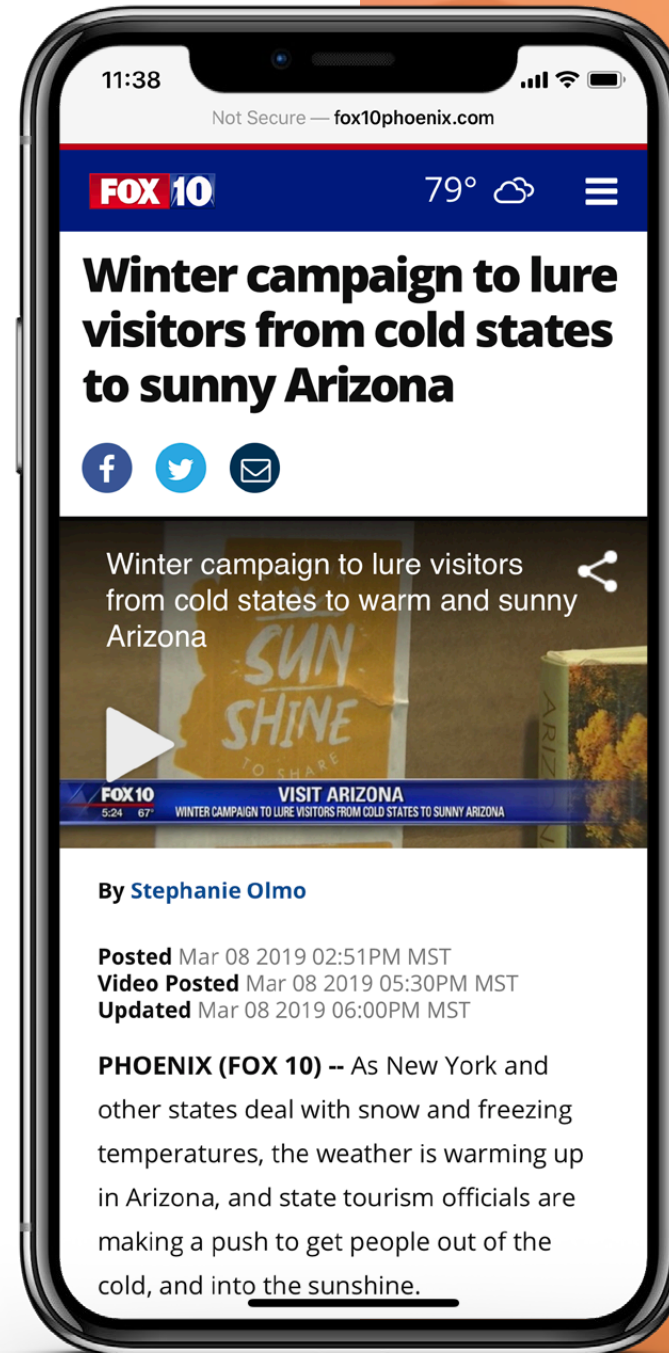 11:38
Not Secure — fox10phoenix.com
FOX 10
79°
Winter campaign to lure
visitors from cold states
to sunny Arizona
Winter campaign to lure visitors
from cold states to warm and sunny
Arizona
SUN
SHINE
TO SHARE
ARIZONA
FOX 10
VISIT ARIZONA
5:24 67°
WINTER CAMPAIGN TO LURE VISITORS FROM COLD STATES TO SUNNY ARIZONA
By Stephanie Olmo
Posted Mar 08 2019 02:51PM MST
Video Posted Mar 08 2019 05:30PM MST
Updated Mar 08 2019 06:00PM MST
PHOENIX (FOX 10) -- As New York and
other states deal with snow and freezing
temperatures, the weather is warming up
in Arizona, and state tourism officials are
making a push to get people out of the
cold, and into the sunshine.